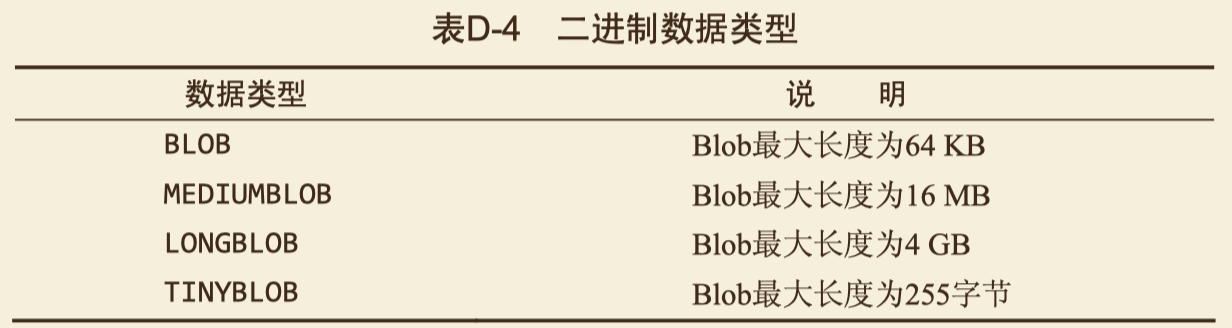 表D-4 二进制数据类型
数据类型 说 明
BLOB Blob最大长度为64 KB
MEDIUMBLOB Blob最大长度为16 MB
LONGBLOB Blob最大长度为4 GB
TINYBLOB Blob最大长度为255字节